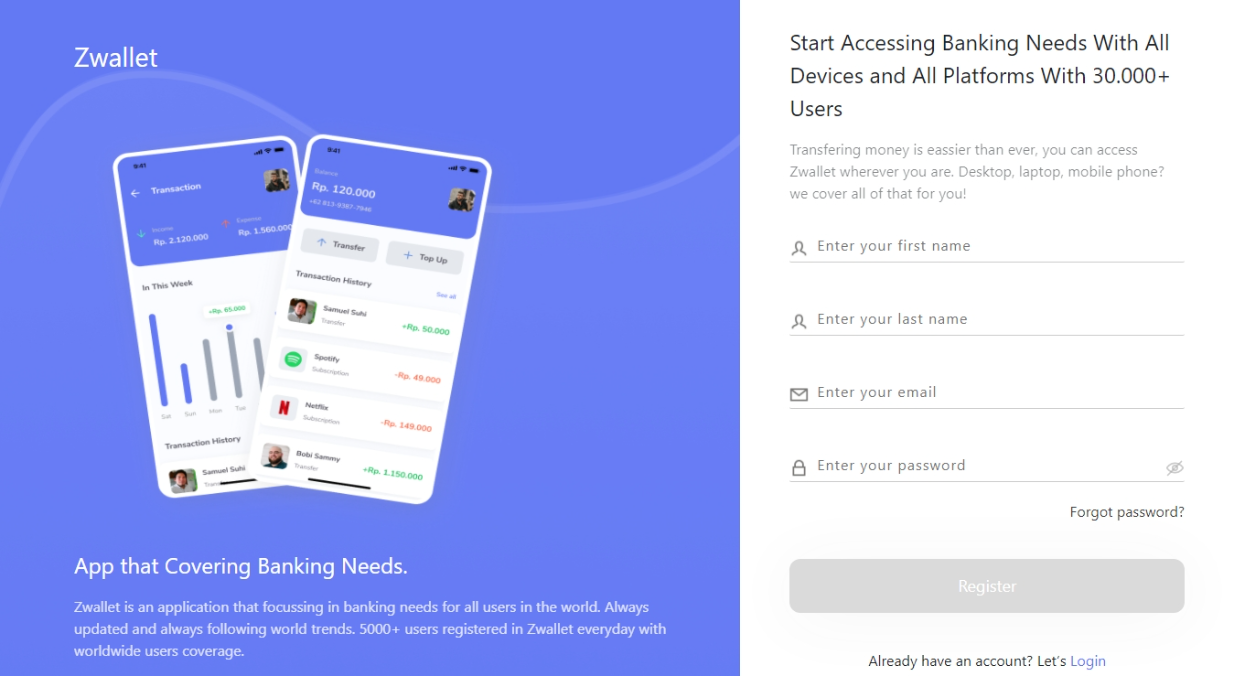 Zwallet
9:41
Transaction
Income
Rp. 2.120.000
Expense
Rp. 1.560.000
In This Week
+Rp. 65.000
Sat Sun Mon Tue
Transaction History
Samuel Suhi
9:41
Balance
Rp. 120.000
+62 813-9387-7946
Transfer
Top Up
Transaction History
See all
Samuel Suhi
Transfer
+Rp. 50.000
Spotify
Subscription
-Rp. 49.000
Netflix
Subscription
-Rp. 149.000
Bobi Sammy
Transfer
+Rp. 1.150.000
App that Covering Banking Needs.
Zwallet is an application that focussing in banking needs for all users in the world. Always
updated and always following world trends. 5000+ users registered in Zwallet everyday with
worldwide users coverage.
Start Accessing Banking Needs With All
Devices and All Platforms With 30.000+
Users
Transfering money is eassier than ever, you can access
Zwallet wherever you are. Desktop, laptop, mobile phone?
we cover all of that for you!
Enter your first name
Enter your last name
Enter your email
Enter your password
Forgot password?
Register
Already have an account? Let's Login